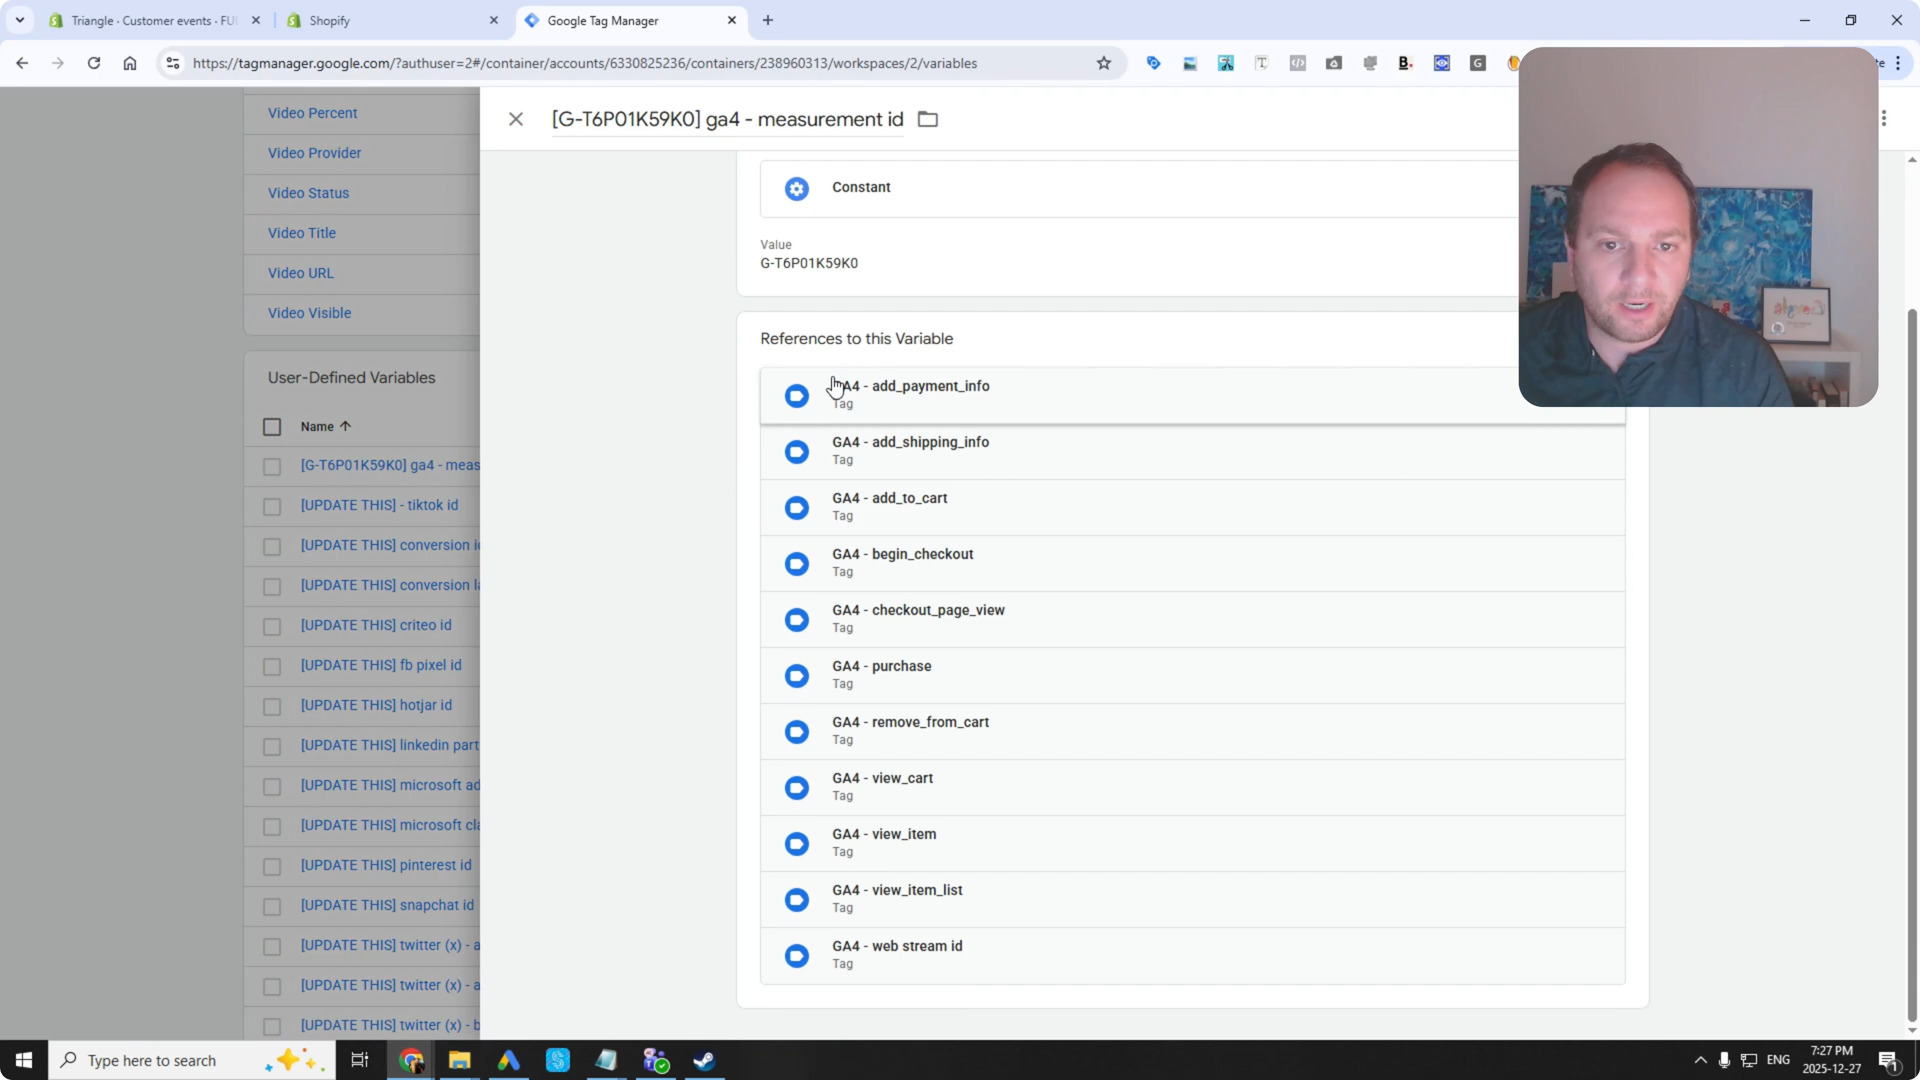 Triangle · Customer events · FU
Shopify
Google Tag Manager
https://tagmanager.google.com/?authuser=2#/container/accounts/6330825236/containers/238960313/workspaces/2/variables
Video Percent
Video Provider
Video Status
Video Title
Video URL
Video Visible
User-Defined Variables
Name
[G-T6P01K59K0] ga4 - meas
[UPDATE THIS] - tiktok id
[UPDATE THIS] conversion i
[UPDATE THIS] conversion l
[UPDATE THIS] criteo id
[UPDATE THIS] fb pixel id
[UPDATE THIS] hotjar id
[UPDATE THIS] linkedin part
[UPDATE THIS] microsoft ad
[UPDATE THIS] microsoft cl
[UPDATE THIS] pinterest id
[UPDATE THIS] snapchat id
[UPDATE THIS] twitter (x) - a
[UPDATE THIS] twitter (x) - a
[UPDATE THIS] twitter (x) - b
[G-T6P01K59K0] ga4 - measurement id
Constant
Value
G-T6P01K59K0
References to this Variable
GA4 - add_payment_info
Tag
GA4 - add_shipping_info
Tag
GA4 - add_to_cart
Tag
GA4 - begin_checkout
Tag
GA4 - checkout_page_view
Tag
GA4 - purchase
Tag
GA4 - remove_from_cart
Tag
GA4 - view_cart
Tag
GA4 - view_item
Tag
GA4 - view_item_list
Tag
GA4 - web stream id
Tag
Type here to search
ENG
7:27 PM
2025-12-27